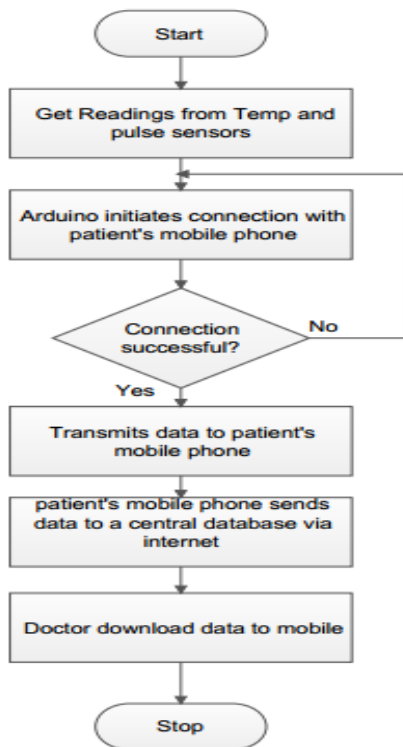 Start
Get Readings from Temp and
pulse sensors
Arduino initiates connection with
patient's mobile phone
Connection
successful?
No
Yes
Transmits data to patient's
mobile phone
patient's mobile phone sends
data to a central database via
internet
Doctor download data to mobile
Stop